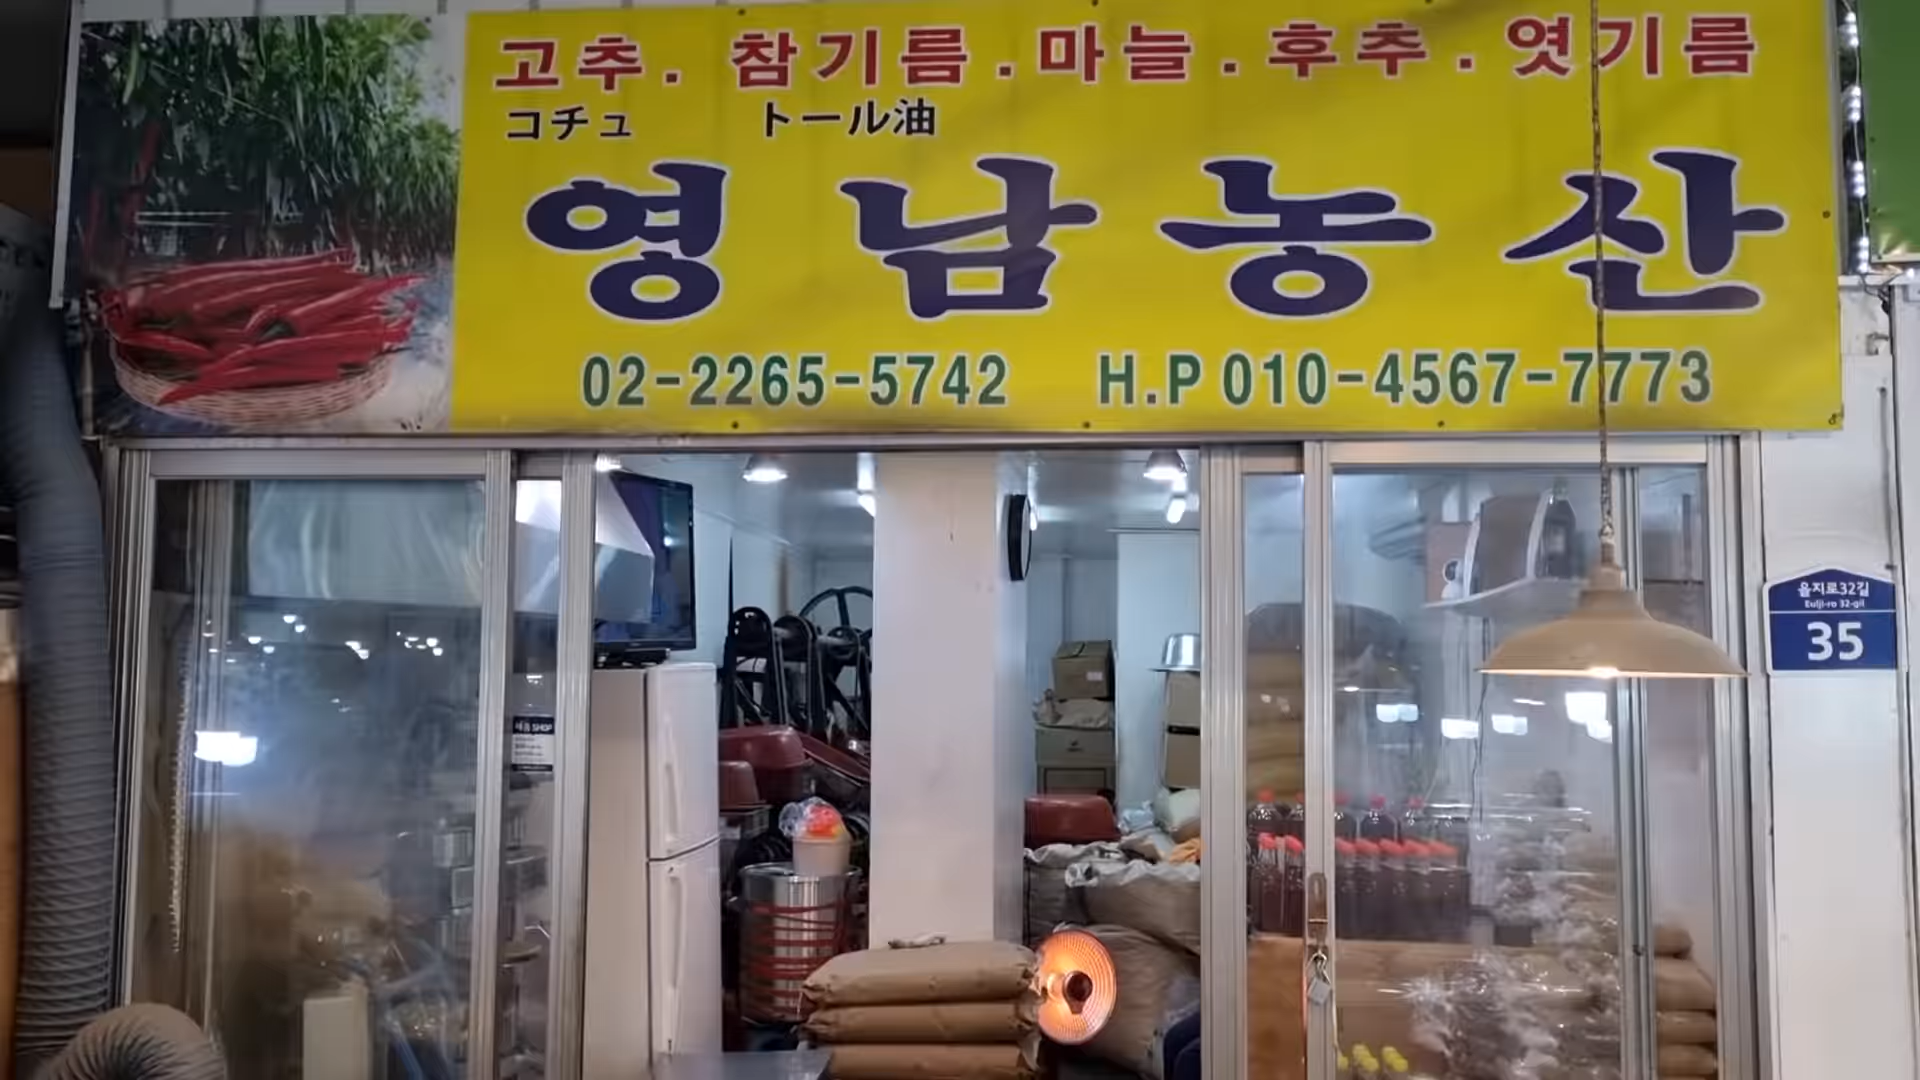 고추. 참기름.마늘.후추.엿기름
コチュ トール油
영남농산
02-2265-5742 H.P 010-4567-7773
을지로32길
Eulji-ro 32-gil
35